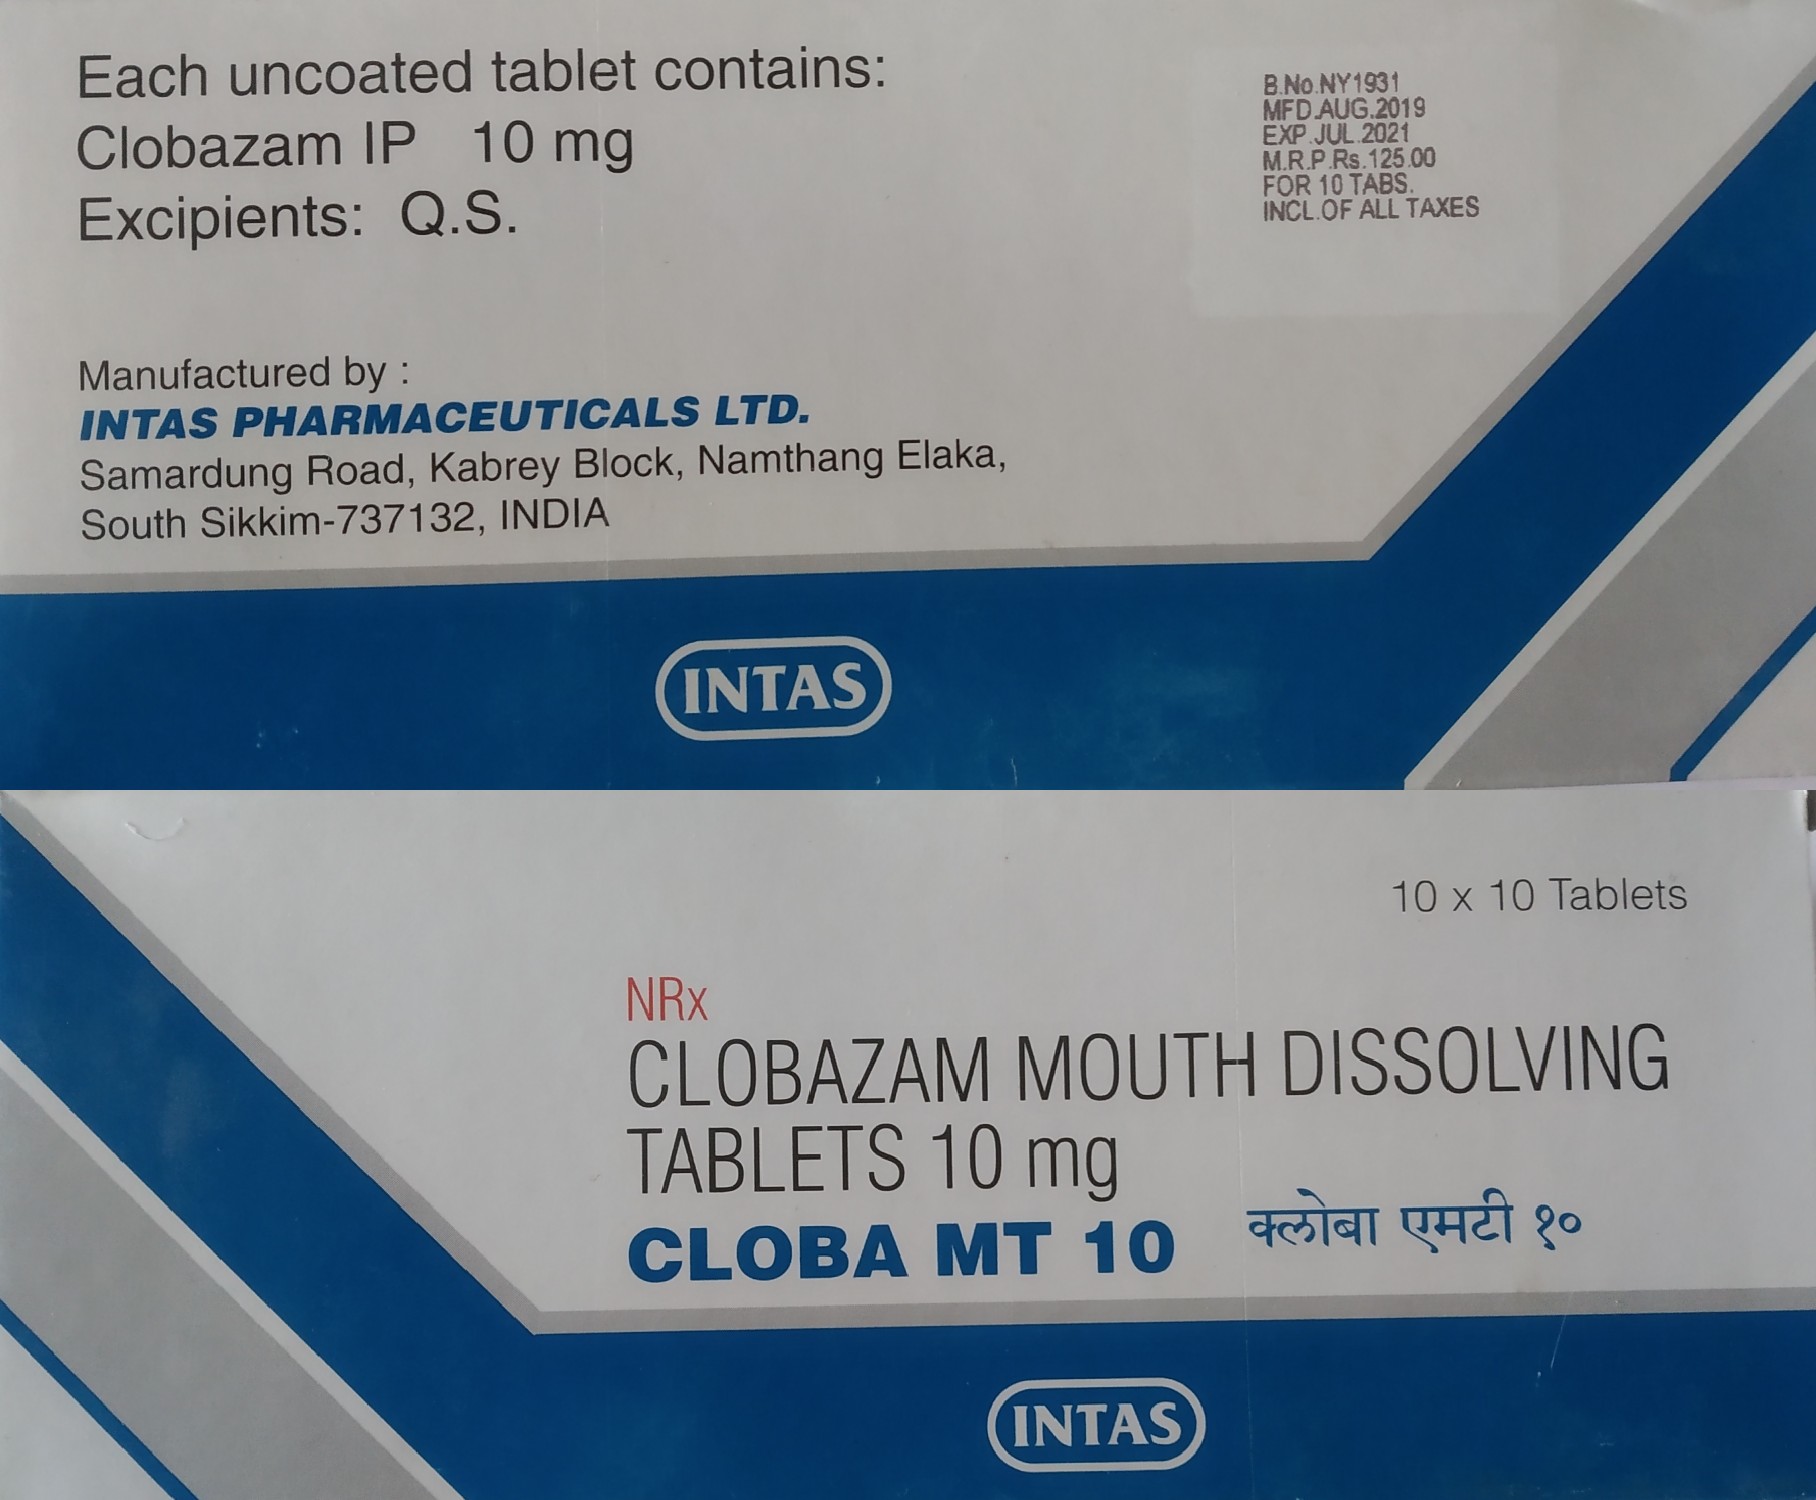 Each uncoated tablet contains:
Clobazam IP 10 mg
Excipients: Q.S.
B.No.NY1931
MFD.AUG.2019
EXP.JUL.2021
M.R.P.Rs.125.00
FOR 10 TABS.
INCL.OF ALL TAXES
Manufactured by :
INTAS PHARMACEUTICALS LTD.
Samardung Road, Kabrey Block, Namthang Elaka,
South Sikkim-737132, INDIA
INTAS
10 x 10 Tablets
NRx
CLOBAZAM MOUTH DISSOLVING
TABLETS 10 mg
CLOBA MT 10 क्लोबा एमटी १०
INTAS